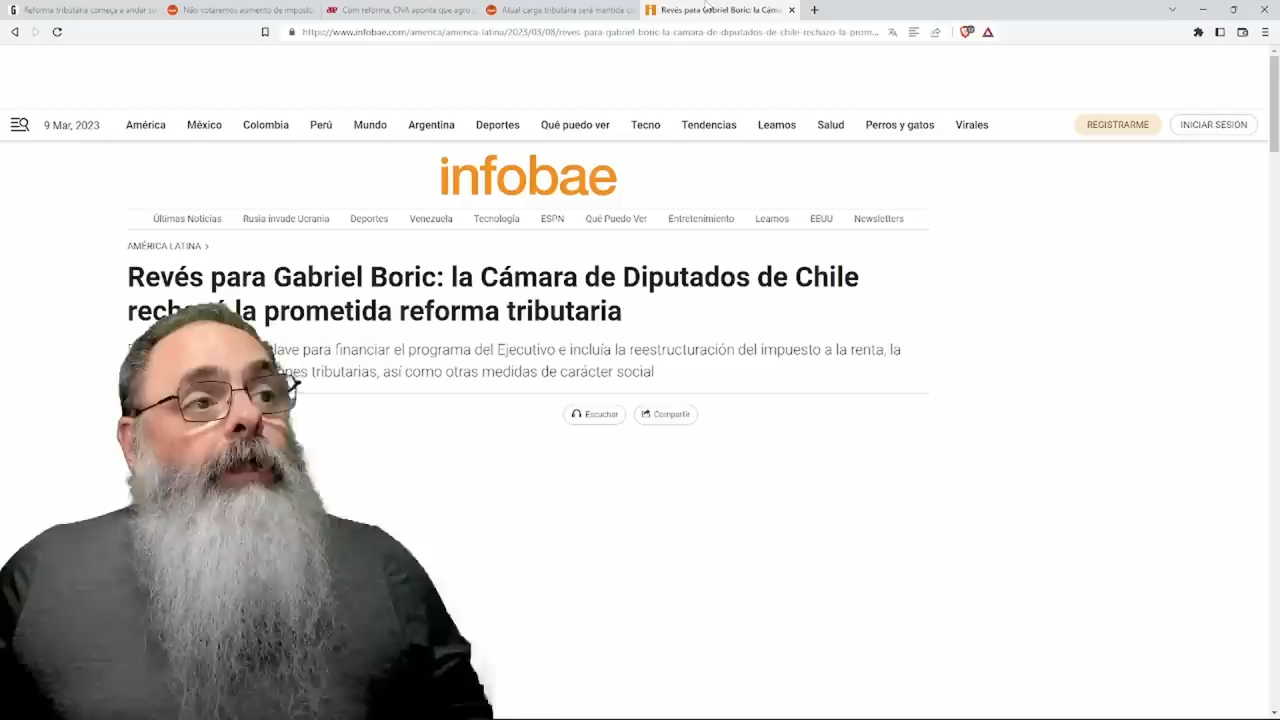 Reforma tributária começa a andar su
Não votaremos aumento de imposto
Com reforma, CNA aponta que agro p
Atual carga tributária será mantida co
Revés para Gabriel Boric: la Cáma
https://www.infobae.com/america/america-latina/2023/03/08/reves-para-gabriel-boric-la-camara-de-diputados-de-chile-rechazo-la-prom...
9 Mar, 2023
América
México
Colombia
Perú
Mundo
Argentina
Deportes
Qué puedo ver
Tecno
Tendencias
Leamos
Salud
Perros y gatos
Virales
REGISTRARME
INICIAR SESIÓN
infobae
Últimas Noticias
Rusia invade Ucrania
Deportes
Venezuela
Tecnología
ESPN
Qué Puedo Ver
Entretenimiento
Leamos
EEUU
Newsletters
AMÉRICA LATINA >
Revés para Gabriel Boric: la Cámara de Diputados de Chile
la prometida reforma tributaria
para financiar el programa del Ejecutivo e incluía la reestructuración del impuesto a la renta, la
tributarias, así como otras medidas de carácter social
Escuchar
Compartir